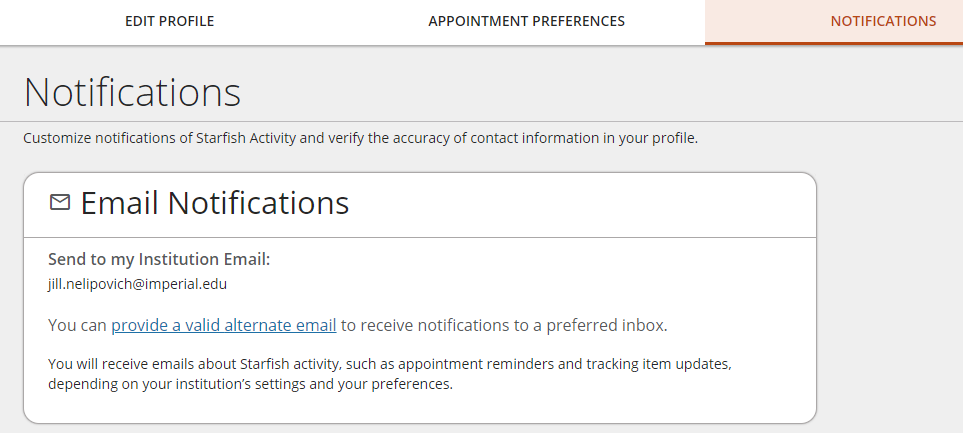 EDIT PROFILE APPOINTMENT PREFERENCES NOTIFICATIONS
Notifications
Customize notifications of Starfish Activity and verify the accuracy of contact information in your profile.
Email Notifications
Send to my Institution Email:
jill.nelipovich@imperial.edu
You can provide a valid alternate email to receive notifications to a preferred inbox.
You will receive emails about Starfish activity, such as appointment reminders and tracking item updates,
depending on your institution’s settings and your preferences.